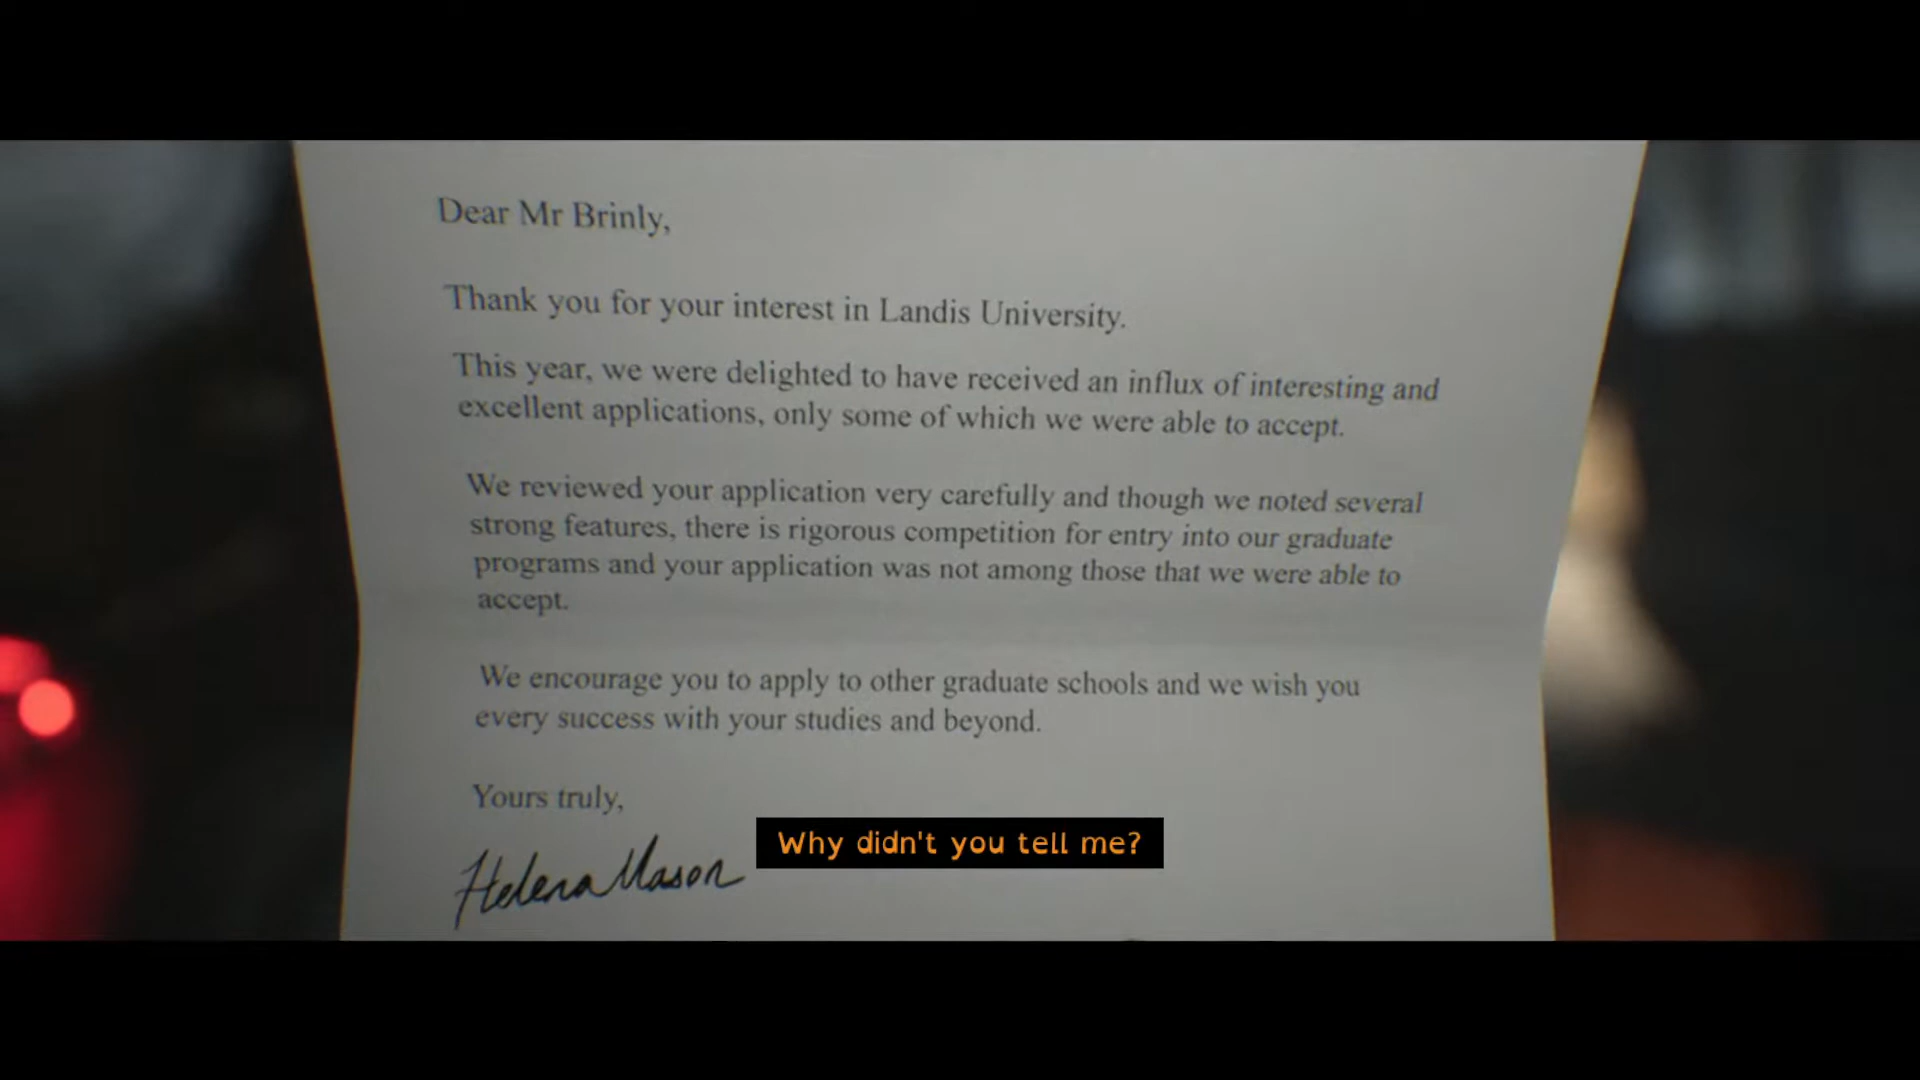 Dear Mr Brinly,
Thank you for your interest in Landis University.
This year, we were delighted to have received an influx of interesting and
excellent applications, only some of which we were able to accept.
We reviewed your application very carefully and though we noted several
strong features, there is rigorous competition for entry into our graduate
programs and your application was not among those that we were able to
accept.
We encourage you to apply to other graduate schools and we wish you
every success with your studies and beyond.
Yours truly,
Helena Mason
Why didn't you tell me?